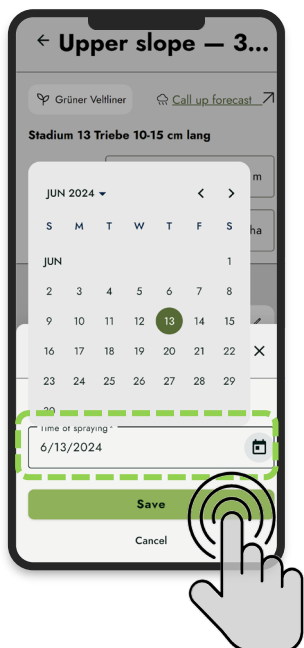 ← Upper slope — 3...
Grüner Veltliner
Call up forecast
Stadium 13 Triebe 10-15 cm lang
m
ha
JUN 2024
S M T W T F S
JUN 1
2 3 4 5 6 7 8
9 10 11 12 13 14 15
16 17 18 19 20 21 22
23 24 25 26 27 28 29
30
Time of spraying *
6/13/2024
Save
Cancel